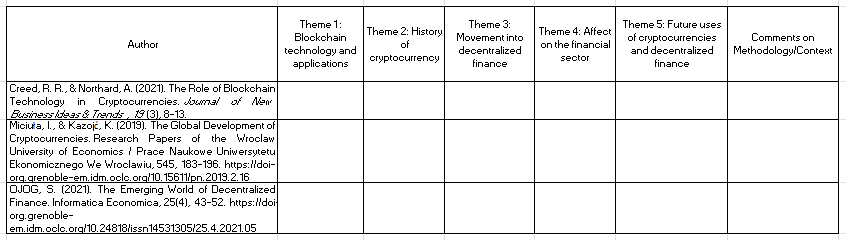 Author
Theme 1:
Blockchain
technology and
applications
Theme 2: History
of
cryptocurrency
Theme 3:
Movement into
decentralized
finance
Theme 4: Affect
on the financial
sector
Theme 5: Future uses
of cryptocurrencies
and decentralized
finance
Comments on
Methodology/Context
Creed, R. R., & Northard, A. (2021). The Role of Blockchain
Technology in Cryptocurrencies. Journal of New
Business Ideas & Trends , 19 (3), 8-13.
Miciuła, I., & Kazojć, K. (2019). The Global Development of
Cryptocurrencies. Research Papers of the Wroclaw
University of Economics / Prace Naukowe Uniwersytetu
Ekonomicznego We Wroclawiu, 545, 183-196. https://doi-
org.grenoble-em.idm.oclc.org/10.15611/pn.2019.2.16
OJOG, S. (2021). The Emerging World of Decentralized
Finance. Informatica Economica, 25(4), 43-52. https://doi-
org.grenoble-
em.idm.oclc.org/10.24818/issn14531305/25.4.2021.05